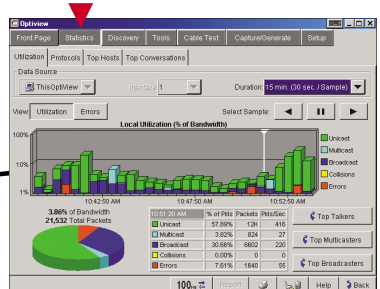 Optiview
Front Page Statistics Discovery Tools Cable Test Capture/Generate Setup
Utilization Protocols Top Hosts Top Conversations
Data Source
ThisOptiView Interface 1 Duration: 15 min. (30 sec. / Sample)
View: Utilization Errors Select Sample:
Local Utilization (% of Bandwidth)
100%
10%
1%
Unicast
Multicast
Broadcast
Collisions
Errors
10:42:50 AM 10:47:50 AM 10:52:50 AM
3.86% of Bandwidth
21,532 Total Packets
10:51:20 AM % of Pkts Packets Pkts/Sec
Unicast 57.89% 12K 416
Multicast 3.82% 824 27
Broadcast 30.66% 6602 220
Collisions 0.00% 0 0
Errors 7.61% 1640 55
Top Talkers
Top Multicasters
Top Broadcasters
100 Report Help Back